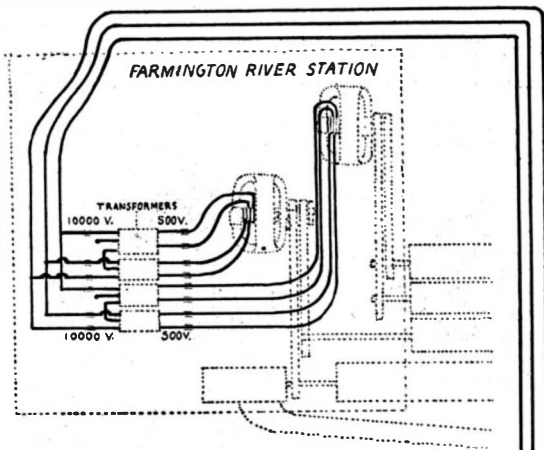 FARMINGTON RIVER STATION
TRANSFORMERS
10000 V. 500V.
10000 V. 500V.